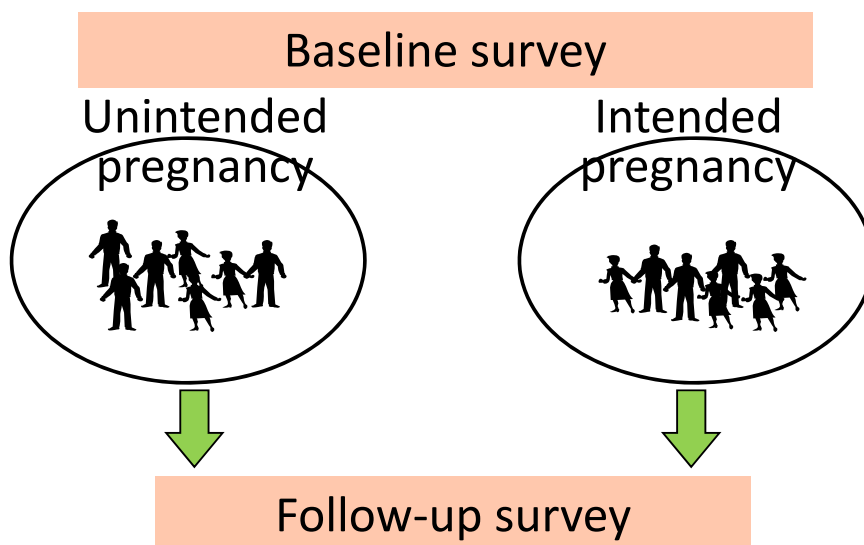 Baseline survey
Unintended
pregnancy
Intended
pregnancy
Follow-up survey